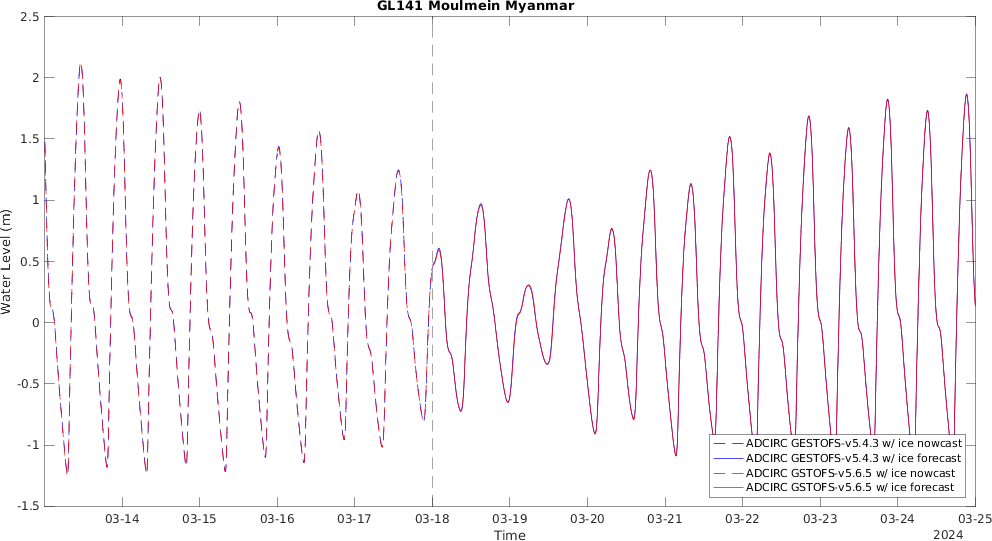 GL141 Moulmein Myanmar
2.5
2
1.5
1
0.5
0
-0.5
-1
-1.5
Water Level (m)
ADCIRC GESTOFS-v5.4.3 w/ ice nowcast
ADCIRC GESTOFS-v5.4.3 w/ ice forecast
ADCIRC GSTOFS-v5.6.5 w/ ice nowcast
ADCIRC GSTOFS-v5.6.5 w/ ice forecast
03-14 03-15 03-16 03-17 03-18 03-19 03-20 03-21 03-22 03-23 03-24 03-25
Time
2024